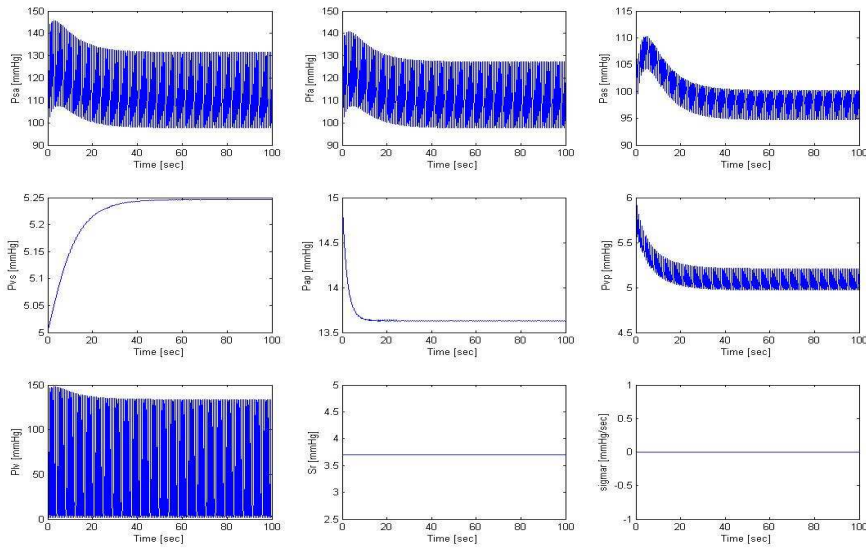 150
140
130
120
110
100
90
Psa [mmHg]
0 20 40 60 80 100
Time [sec]
150
140
130
120
110
100
90
Pfa [mmHg]
0 20 40 60 80 100
Time [sec]
115
110
105
100
95
90
Pas [mmHg]
0 20 40 60 80 100
Time [sec]
5.25
5.2
5.15
5.1
5.05
5
Pvs [mmHg]
0 20 40 60 80 100
Time [sec]
15
14.5
14
13.5
Pap [mmHg]
0 20 40 60 80 100
Time [sec]
6
5.5
5
4.5
Pvp [mmHg]
0 20 40 60 80 100
Time [sec]
150
100
50
0
Plv [mmHg]
0 20 40 60 80 100
Time [sec]
5
4.5
4
3.5
3
2.5
Sr [mmHg]
0 20 40 60 80 100
Time [sec]
1
0.5
0
-0.5
-1
sigmar [mmHg/sec]
0 20 40 60 80 100
Time [sec]